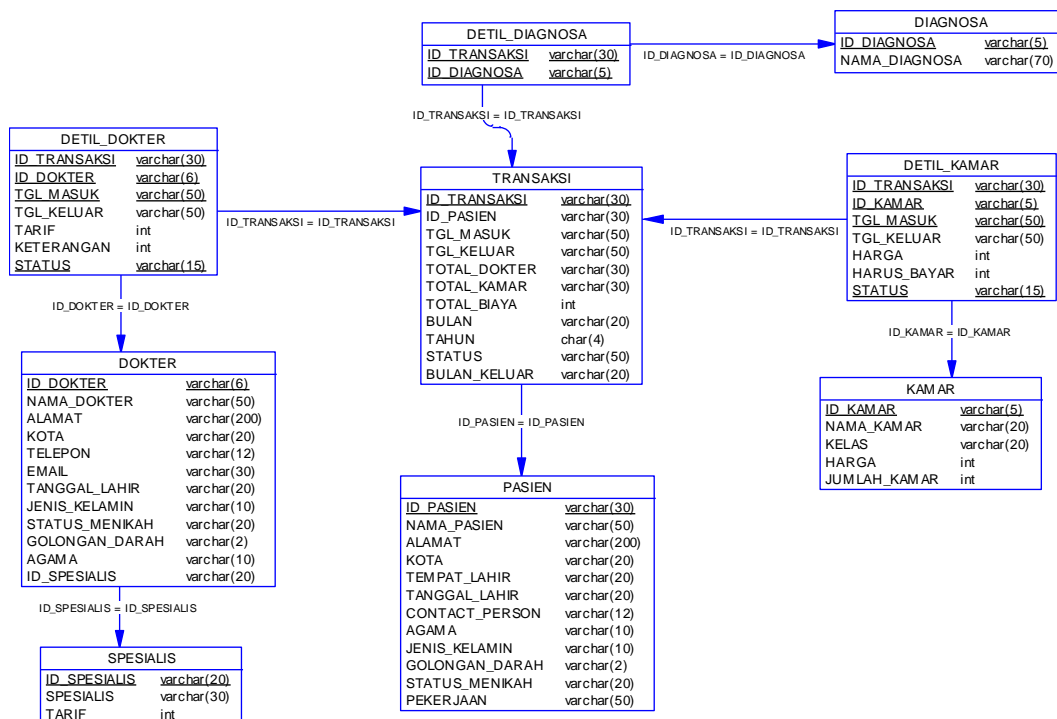 DETIL_DIAGNOSA
ID_TRANSAKSI varchar(30)
ID_DIAGNOSA varchar(5)
ID_DIAGNOSA = ID_DIAGNOSA
DIAGNOSA
ID_DIAGNOSA varchar(5)
NAMA_DIAGNOSA varchar(70)
ID_TRANSAKSI = ID_TRANSAKSI
DETIL_DOKTER
ID_TRANSAKSI varchar(30)
ID_DOKTER varchar(6)
TGL_MASUK varchar(50)
TGL_KELUAR varchar(50)
TARIF int
KETERANGAN int
STATUS varchar(15)
ID_TRANSAKSI = ID_TRANSAKSI
TRANSAKSI
ID_TRANSAKSI varchar(30)
ID_PASIEN varchar(30)
TGL_MASUK varchar(50)
TGL_KELUAR varchar(50)
TOTAL_DOKTER varchar(30)
TOTAL_KAMAR varchar(30)
TOTAL_BIAYA int
BULAN varchar(20)
TAHUN char(4)
STATUS varchar(50)
BULAN_KELUAR varchar(20)
ID_TRANSAKSI = ID_TRANSAKSI
DETIL_KAMAR
ID_TRANSAKSI varchar(30)
ID_KAMAR varchar(5)
TGL_MASUK varchar(50)
TGL_KELUAR varchar(50)
HARGA int
HARUS_BAYAR int
STATUS varchar(15)
ID_DOKTER = ID_DOKTER
ID_KAMAR = ID_KAMAR
DOKTER
ID_DOKTER varchar(6)
NAMA_DOKTER varchar(50)
ALAMAT varchar(200)
KOTA varchar(20)
TELEPON varchar(12)
EMAIL varchar(30)
TANGGAL_LAHIR varchar(20)
JENIS_KELAMIN varchar(10)
STATUS_MENIKAH varchar(20)
GOLONGAN_DARAH varchar(2)
AGAMA varchar(10)
ID_SPESIALIS varchar(20)
KAMAR
ID_KAMAR varchar(5)
NAMA_KAMAR varchar(20)
KELAS varchar(20)
HARGA int
JUMLAH_KAMAR int
ID_PASIEN = ID_PASIEN
PASIEN
ID_PASIEN varchar(30)
NAMA_PASIEN varchar(50)
ALAMAT varchar(200)
KOTA varchar(20)
TEMPAT_LAHIR varchar(20)
TANGGAL_LAHIR varchar(20)
CONTACT_PERSON varchar(12)
AGAMA varchar(10)
JENIS_KELAMIN varchar(10)
GOLONGAN_DARAH varchar(2)
STATUS_MENIKAH varchar(20)
PEKERJAAN varchar(50)
ID_SPESIALIS = ID_SPESIALIS
SPESIALIS
ID_SPESIALIS varchar(20)
SPESIALIS varchar(30)
TARIF int